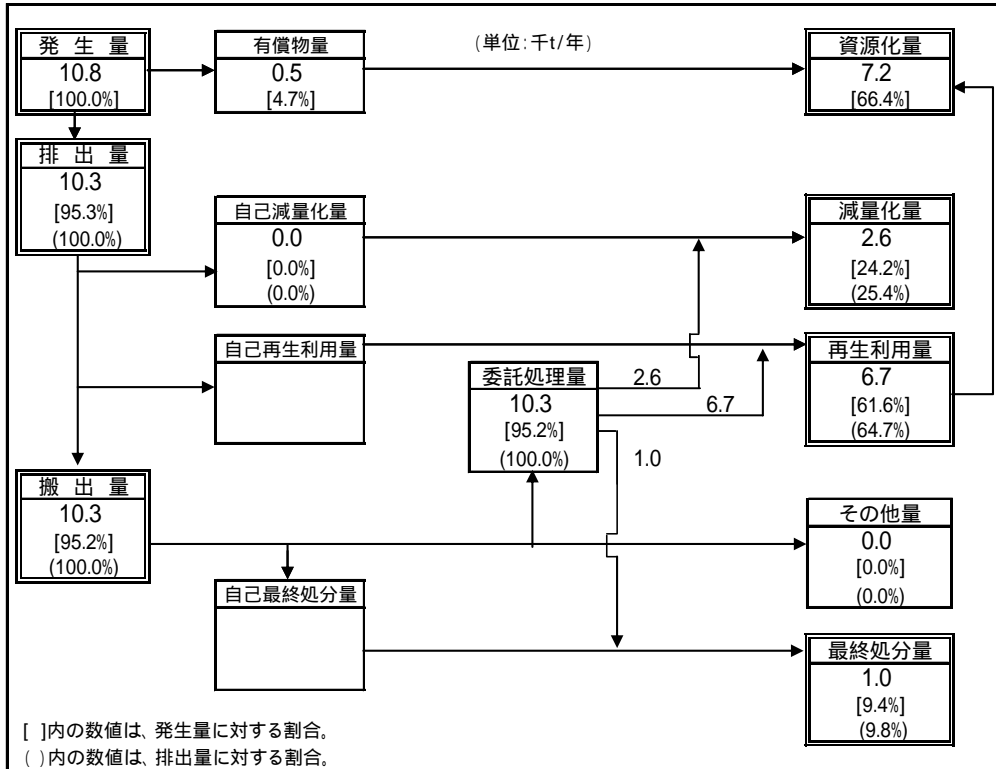 発 生 量
10.8
[100.0%]
有償物量
0.5
[4.7%]
(単位:千t/年)
資源化量
7.2
[66.4%]
排 出 量
10.3
[95.3%]
(100.0%)
自己減量化量
0.0
[0.0%]
(0.0%)
減量化量
2.6
[24.2%]
(25.4%)
自己再生利用量
委託処理量
10.3
[95.2%]
(100.0%)
2.6
6.7
1.0
再生利用量
6.7
[61.6%]
(64.7%)
搬 出 量
10.3
[95.2%]
(100.0%)
その他量
0.0
[0.0%]
(0.0%)
自己最終処分量
最終処分量
1.0
[9.4%]
(9.8%)
[ ]内の数値は、発生量に対する割合。
( )内の数値は、排出量に対する割合。